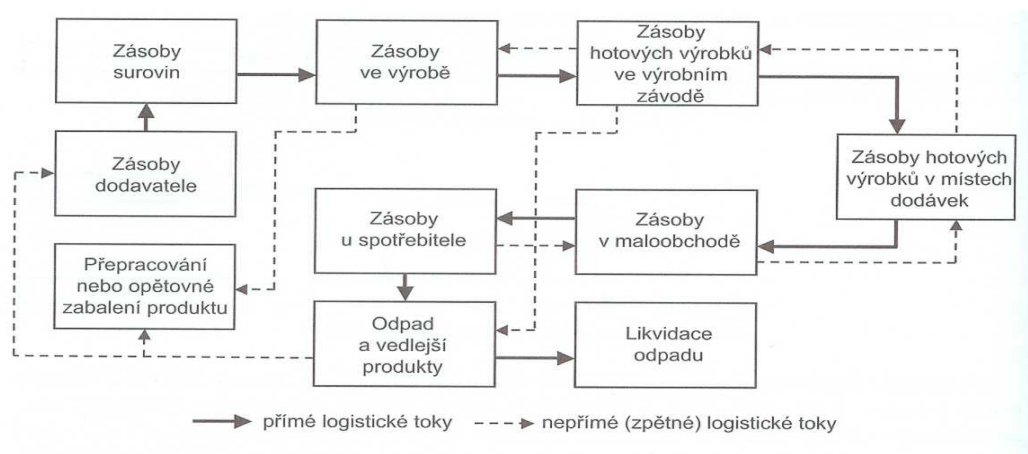 Zásoby
surovin
Zásoby
ve výrobě
Zásoby
hotových výrobků
ve výrobním
závodě
Zásoby
dodavatele
Zásoby hotových
výrobků v místech
dodávek
Zásoby
u spotřebitele
Zásoby
v maloobchodě
Přepracování
nebo opětovné
zabalení produktu
Odpad
a vedlejší
produkty
Likvidace
odpadu
přímé logistické toky
nepřímé (zpětné) logistické toky